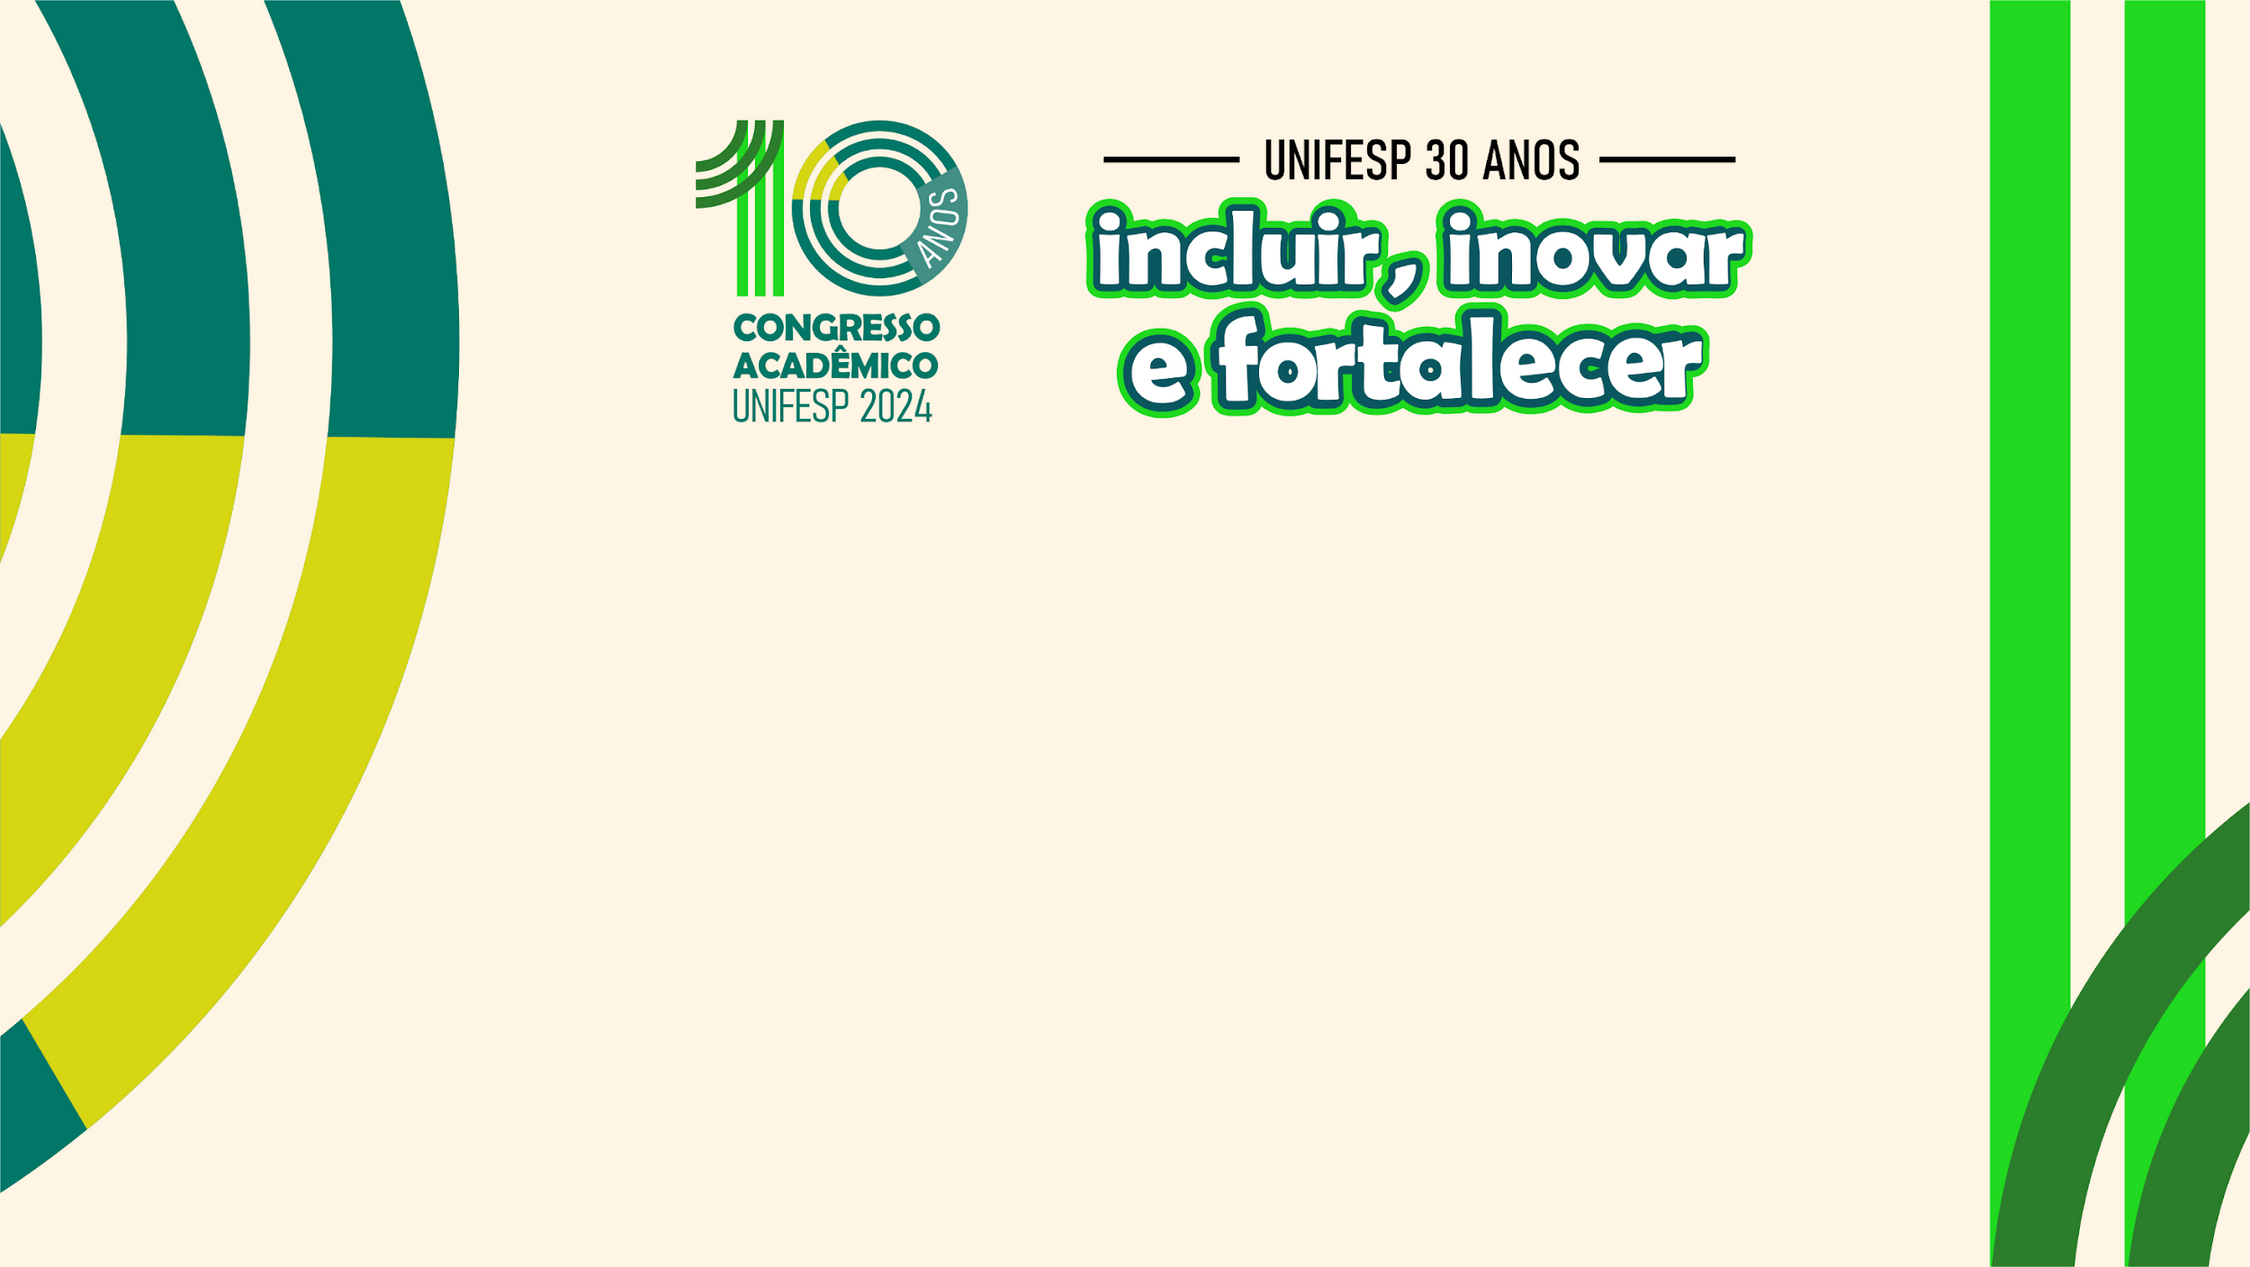 10
ANOS
CONGRESSO
ACADÊMICO
UNIFESP 2024
UNIFESP 30 ANOS
incluir, inovar
e fortalecer